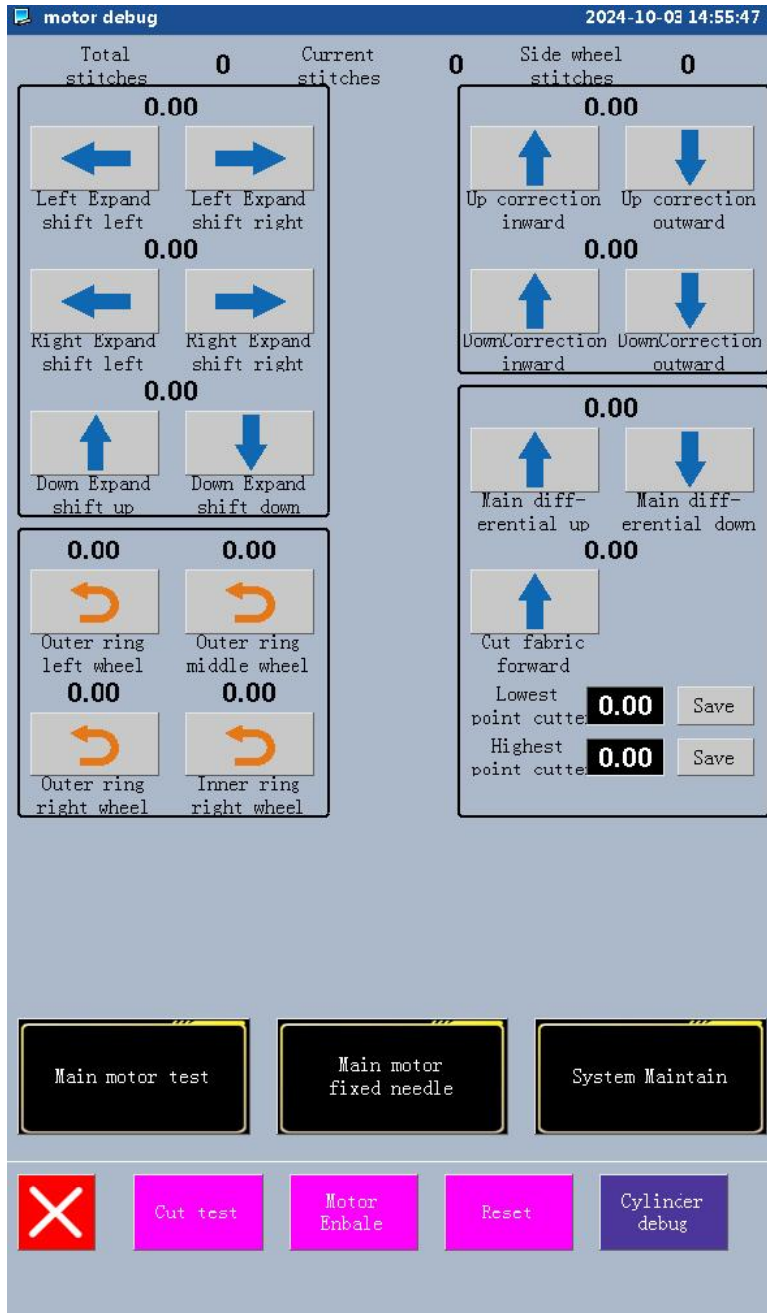 motor debug 2024-10-03 14:55:47
Total stitches 0 Current stitches 0 Side wheel stitches 0
0.00
Left Expand shift left
Left Expand shift right
0.00
Right Expand shift left
Right Expand shift right
0.00
Down Expand shift up
Down Expand shift down
0.00
Up correction inward
Up correction outward
0.00
DownCorrection inward
DownCorrection outward
0.00 0.00
Outer ring left wheel
Outer ring middle wheel
0.00 0.00
Outer ring right wheel
Inner ring right wheel
0.00
Main diff-
erential up
Main diff-
erential down
0.00
Cut fabric forward
Lowest
point cutte 0.00 Save
Highest
point cutte 0.00 Save
Main motor test
Main motor
fixed needle
System Maintain
Cut test
Motor
Enbale
Reset
Cylincer
debug